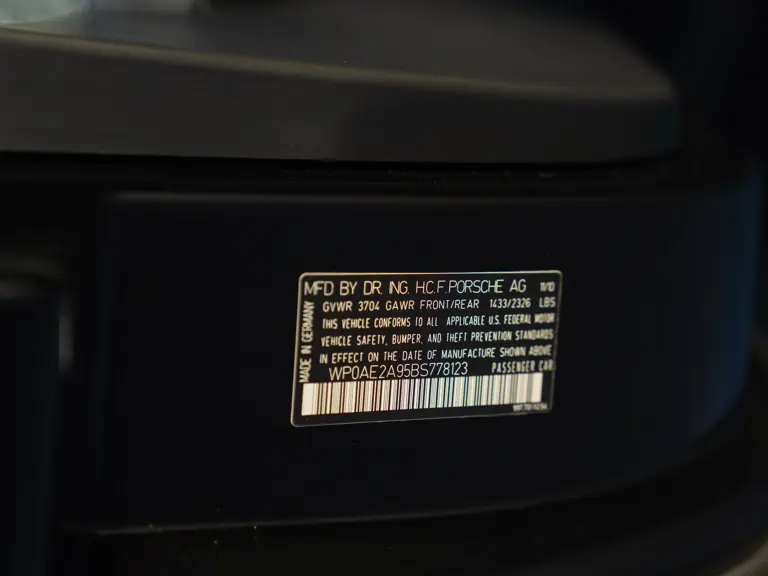 MFD BY DR. ING. H.C.F. PORSCHE AG 11/10
GVWR 3704 GAWR FRONT/REAR 1433/2326 LBS
THIS VEHICLE CONFORMS TO ALL APPLICABLE U.S. FEDERAL MOTOR
VEHICLE SAFETY, BUMPER, AND THEFT PREVENTION STANDARDS
IN EFFECT ON THE DATE OF MANUFACTURE SHOWN ABOVE
WP0AE2A95BS778123 PASSENGER CAR
MADE IN GERMANY